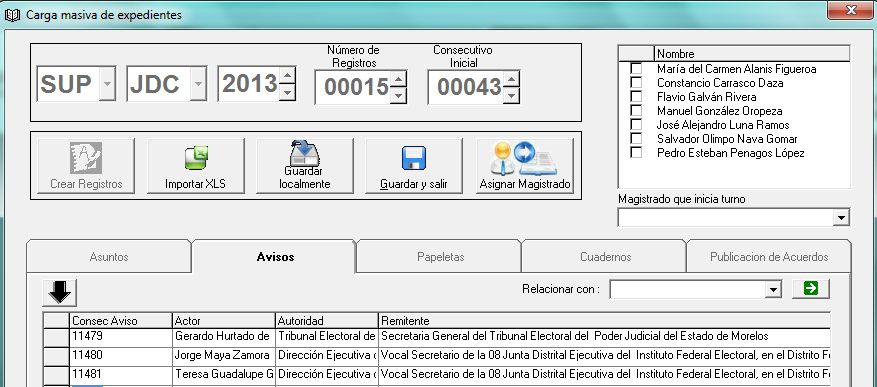 Carga masiva de expedientes
Número de Registros
Consecutivo Inicial
SUP
JDC
2013
00015
00043
Crear Registros
Importar XLS
Guardar localmente
Guardar y salir
Asignar Magistrado
Nombre
María del Carmen Alanis Figueroa
Constancio Carrasco Daza
Flavio Galván Rivera
Manuel González Oropeza
José Alejandro Luna Ramos
Salvador Olimpo Nava Gomar
Pedro Esteban Penagos López
Magistrado que inicia turno
Asuntos
Avisos
Papeletas
Cuadernos
Publicacion de Acuerdos
Relacionar con :
Consec Aviso Actor Autoridad Remitente
11479 Gerardo Hurtado de Tribunal Electoral de Secretaria General del Tribunal Electoral del Poder Judicial del Estado de Morelos
11480 Jorge Maya Zamora Dirección Ejecutiva Vocal Secretario de la 08 Junta Distrital Ejecutiva del Instituto Federal Electoral, en el Distrito
11481 Teresa Guadalupe G Dirección Ejecutiva Vocal Secretario de la 08 Junta Distrital Ejecutiva del Instituto Federal Electoral, en el Distrito